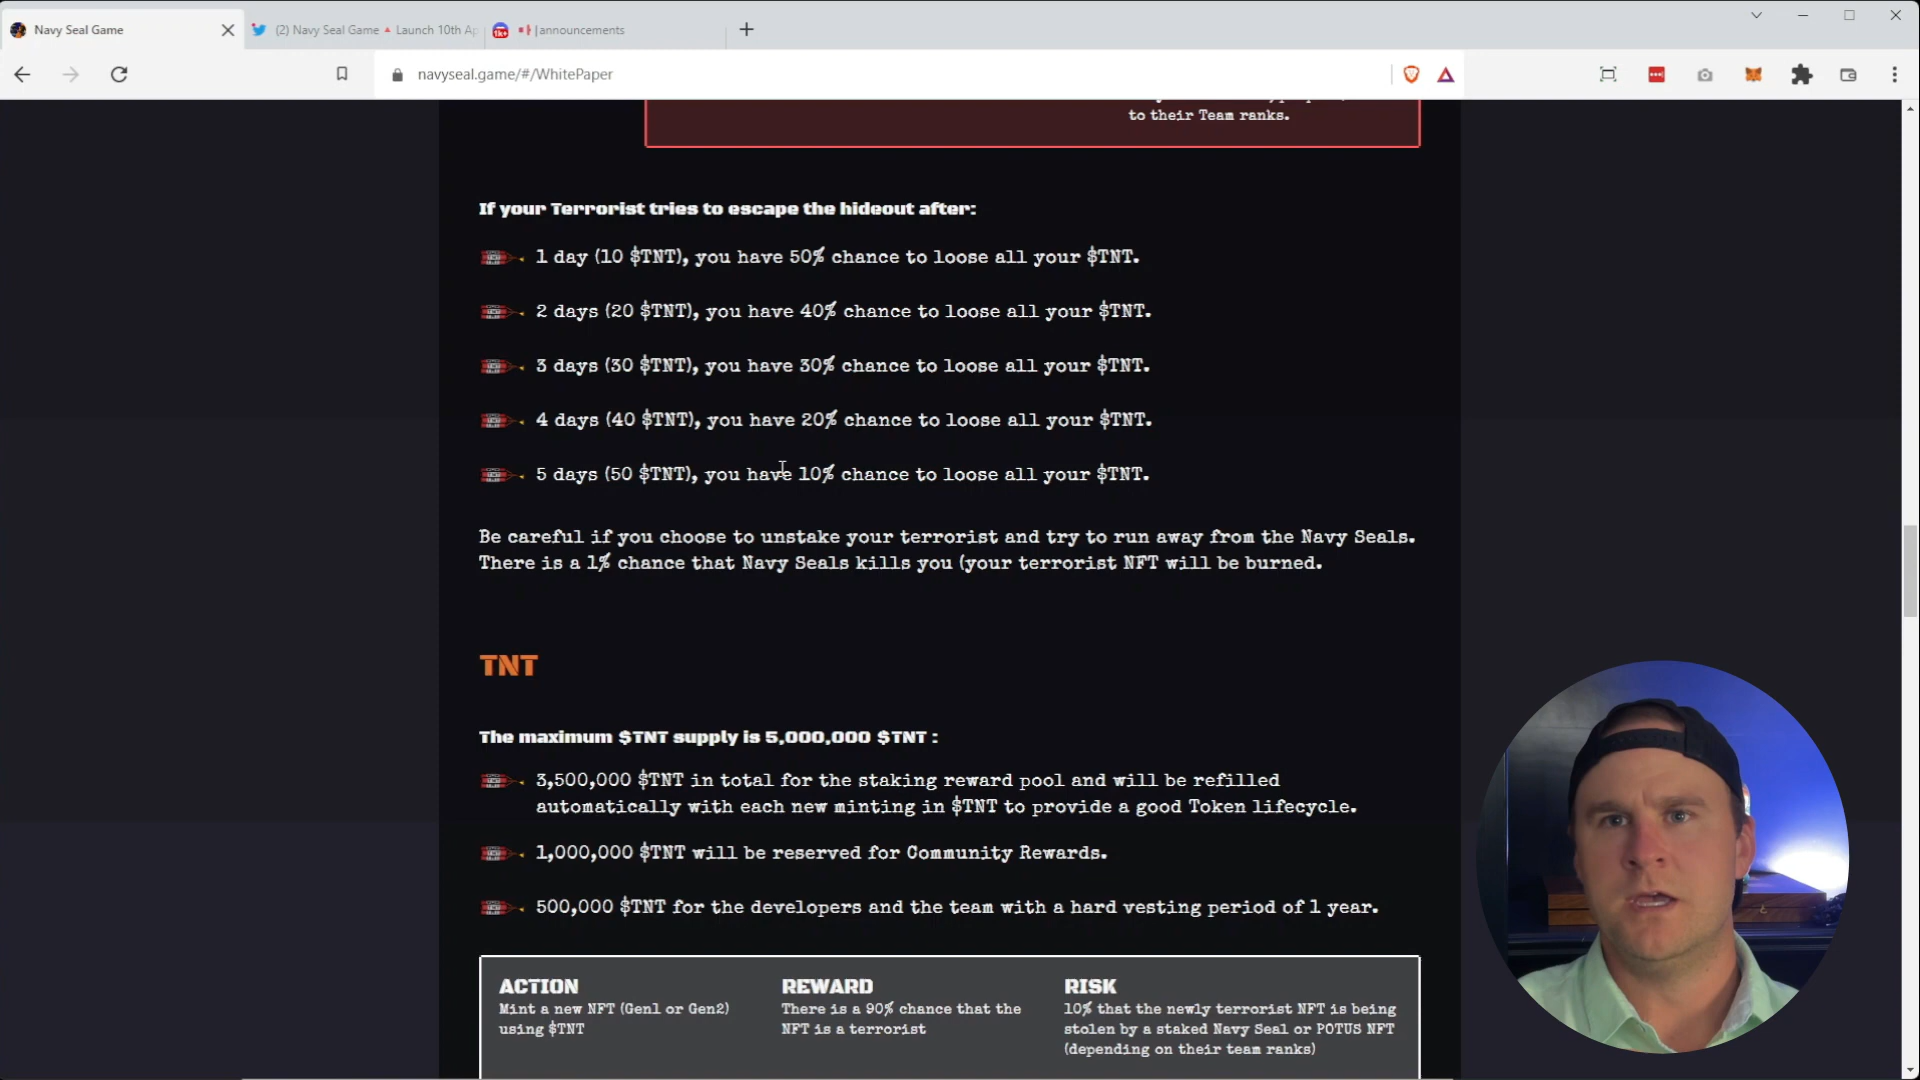 Navy Seal Game
(2) Navy Seal Game 🔺 Launch 10th Ap
1k+
|announcements
navyseal.game/#/WhitePaper
to their Team ranks.
If your Terrorist tries to escape the hideout after:
1 day (10 $TNT), you have 50% chance to loose all your $TNT.
2 days (20 $TNT), you have 40% chance to loose all your $TNT.
3 days (30 $TNT), you have 30% chance to loose all your $TNT.
4 days (40 $TNT), you have 20% chance to loose all your $TNT.
5 days (50 $TNT), you have 10% chance to loose all your $TNT.
Be careful if you choose to unstake your terrorist and try to run away from the Navy Seals.
There is a 1% chance that Navy Seals kills you (your terrorist NFT will be burned.
TNT
The maximum $TNT supply is 5,000,000 $TNT :
3,500,000 $TNT in total for the staking reward pool and will be refilled
automatically with each new minting in $TNT to provide a good Token lifecycle.
1,000,000 $TNT will be reserved for Community Rewards.
500,000 $TNT for the developers and the team with a hard vesting period of 1 year.
ACTION
Mint a new NFT (Gen1 or Gen2)
using $TNT
REWARD
There is a 90% chance that the
NFT is a terrorist
RISK
10% that the newly terrorist NFT is being
stolen by a staked Navy Seal or POTUS NFT
(depending on their team ranks)